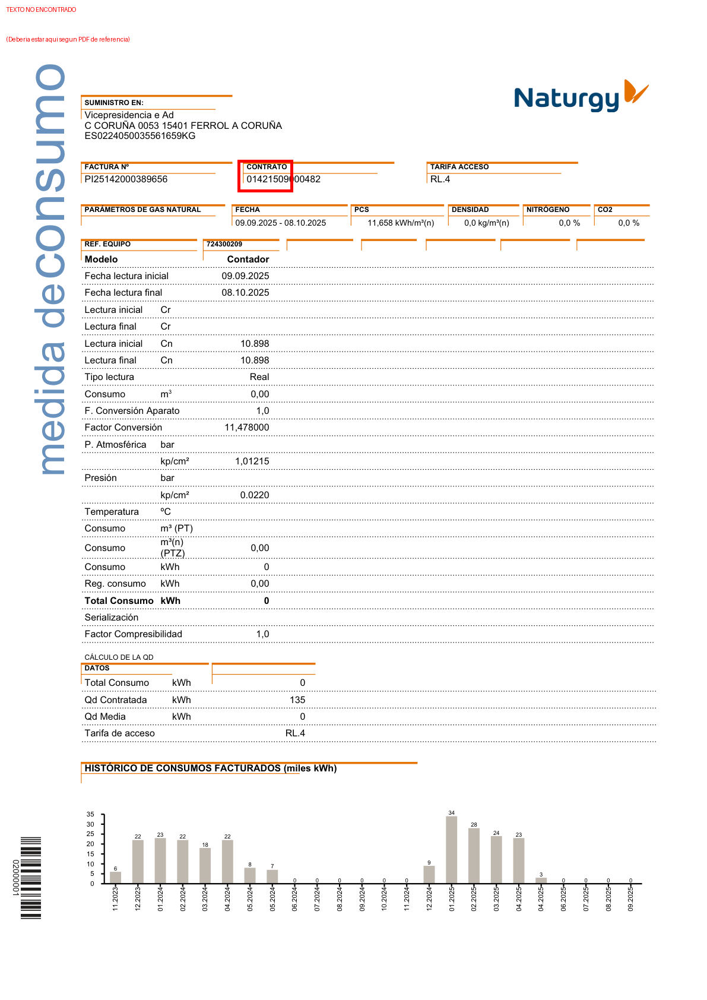 TEXTO NO ENCONTRADO
(Deberia estar aqui segun PDF de referencia)
medida de consumo
Naturgy
SUMINISTRO EN:
Vicepresidencia e Ad
C CORUÑA 0053 15401 FERROL A CORUÑA
ES0224050035561659KG
FACTURA Nº CONTRATO TARIFA ACCESO
PI25142000389656 01421509000482 RL.4
PARÁMETROS DE GAS NATURAL FECHA PCS DENSIDAD NITRÓGENO CO2
09.09.2025 - 08.10.2025 11,658 kWh/m³(n) 0,0 kg/m³(n) 0,0 % 0,0 %
REF. EQUIPO 724300209
Modelo Contador
Fecha lectura inicial 09.09.2025
Fecha lectura final 08.10.2025
Lectura inicial Cr
Lectura final Cr
Lectura inicial Cn 10.898
Lectura final Cn 10.898
Tipo lectura Real
Consumo m³ 0,00
F. Conversión Aparato 1,0
Factor Conversión 11,478000
P. Atmosférica bar
kp/cm² 1,01215
Presión bar
kp/cm² 0.0220
Temperatura ºC
Consumo m³ (PT)
Consumo m³(n) (PTZ) 0,00
Consumo kWh 0
Reg. consumo kWh 0,00
Total Consumo kWh 0
Serialización
Factor Compresibilidad 1,0
CÁLCULO DE LA QD
DATOS
Total Consumo kWh 0
Qd Contratada kWh 135
Qd Media kWh 0
Tarifa de acceso RL.4
HISTÓRICO DE CONSUMOS FACTURADOS (miles kWh)
35
30
25
20
15
10
5
0
6 22 23 22 18 22 8 7 0 0 0 0 0 0 9 34 28 24 23 3 0 0 0 0
11.2023 12.2023 01.2024 02.2024 03.2024 04.2024 05.2024 05.2024 06.2024 07.2024 08.2024 09.2024 10.2024 11.2024 12.2024 01.2025 02.2025 03.2025 04.2025 04.2025 06.2025 07.2025 08.2025 09.2025
02000001